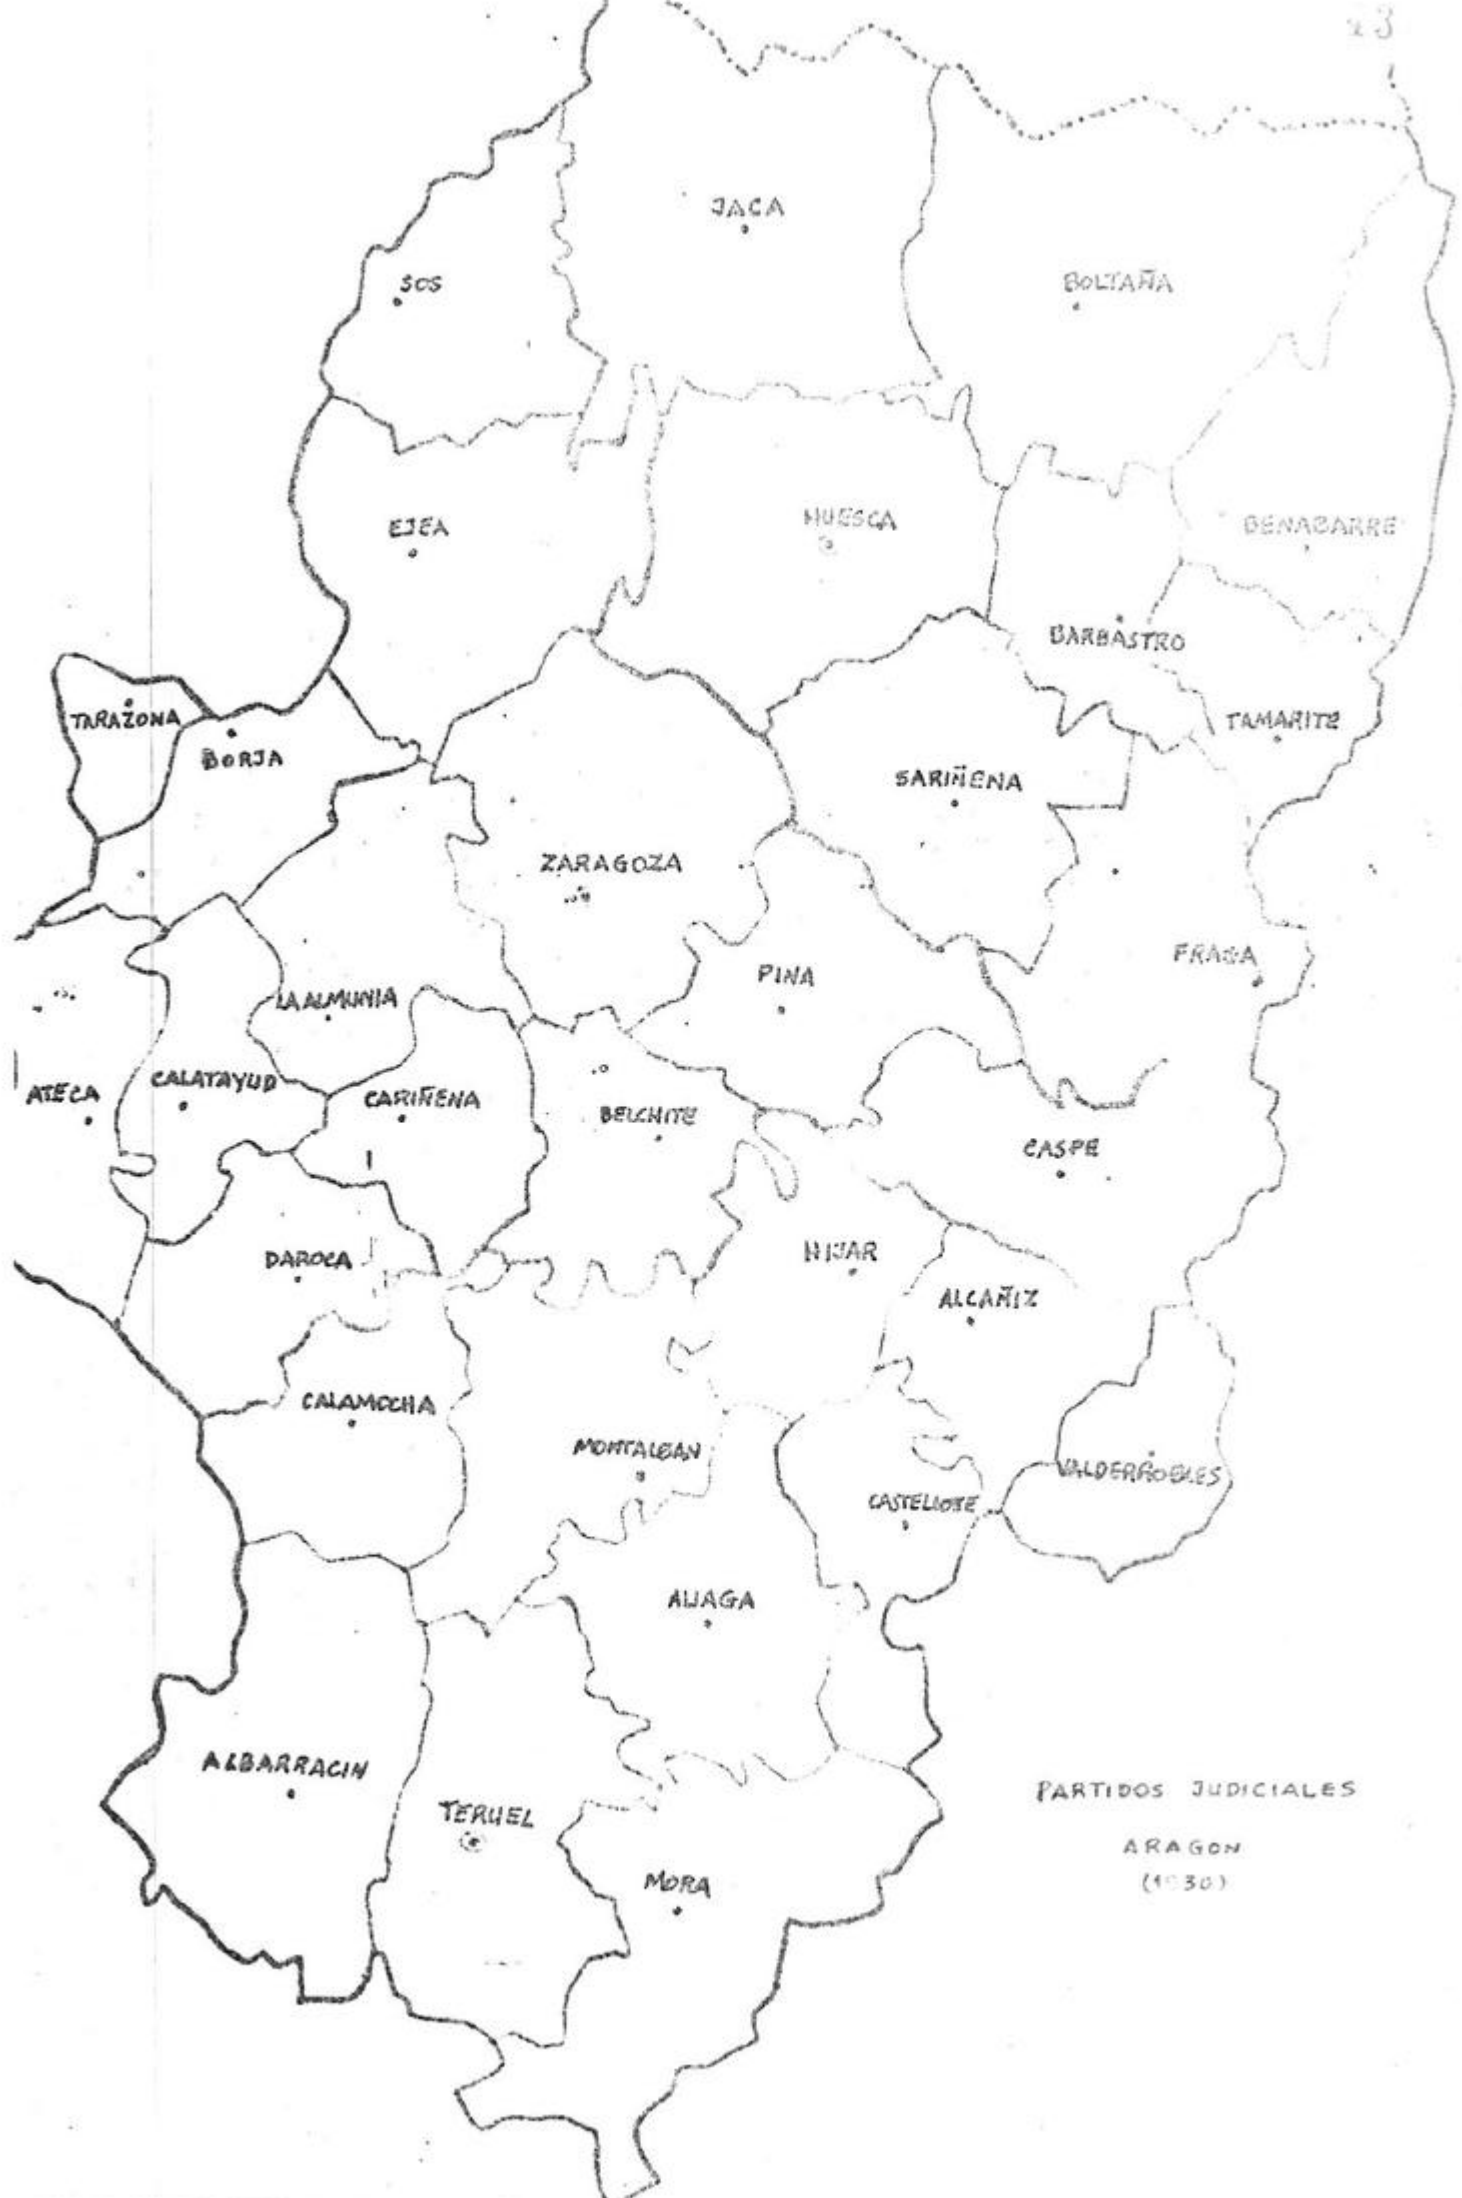 23
JACA
SOS
BOLTAÑA
EJEA
HUESCA
BENABARRE
BARBASTRO
TARAZONA
BORJA
TAMARITE
SARIÑENA
ZARAGOZA
FRAGA
PINA
LA ALMUNIA
ATECA
CALATAYUD
CARIÑENA
BELCHITE
CASPE
DAROCA
HIJAR
ALCAÑIZ
CALAMOCHA
MONTALBAN
VALDERROBLES
CASTELLOTE
ALIAGA
ALBARRACIN
TERUEL
MORA
PARTIDOS JUDICIALES
ARAGON